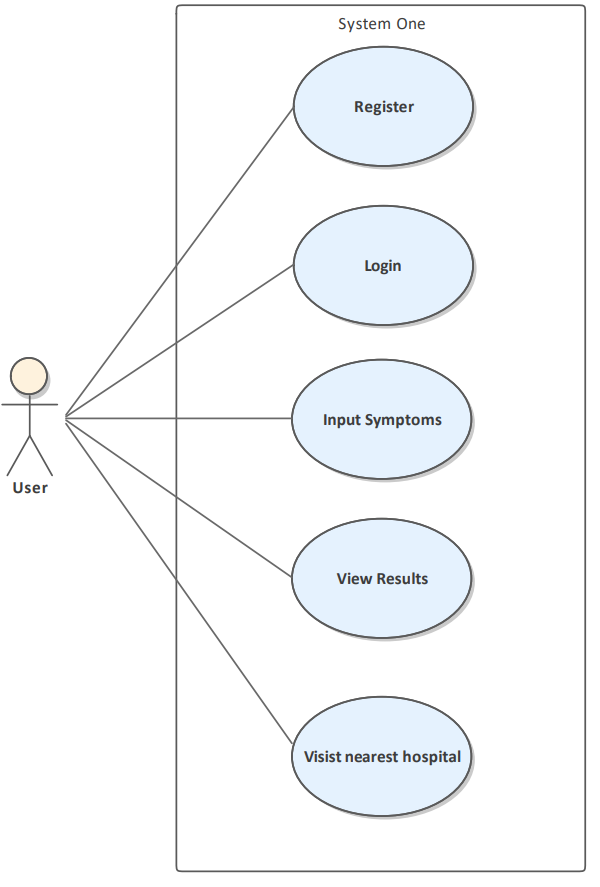 System One
Register
Login
Input Symptoms
User
View Results
Visist nearest hospital